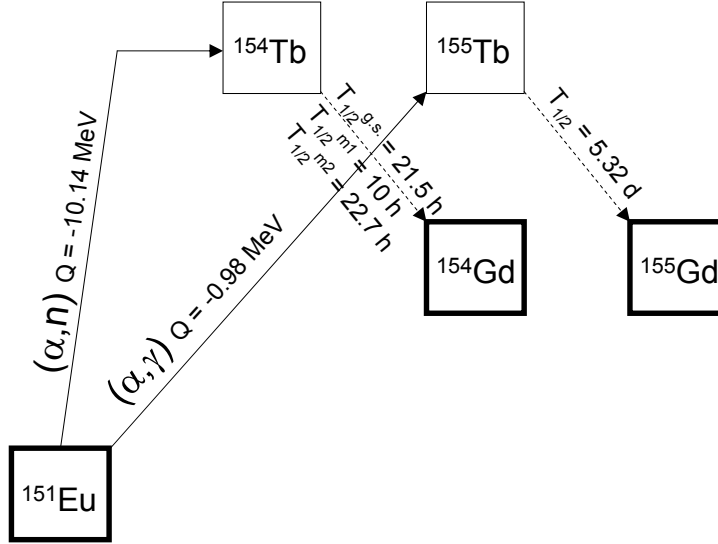 ¹⁵⁴Tb
¹⁵⁵Tb
T₁/₂ᵍ·ˢ· = 21.5 h
T₁/₂ᵐ¹ = 10 h
T₁/₂ᵐ² = 22.7 h
T₁/₂ = 5.32 d
(α,n) Q = -10.14 MeV
(α,γ) Q = -0.98 MeV
¹⁵⁴Gd
¹⁵⁵Gd
¹⁵¹Eu